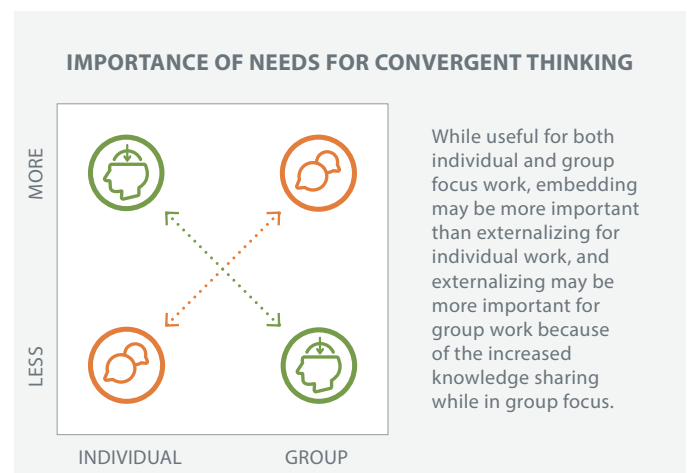 IMPORTANCE OF NEEDS FOR CONVERGENT THINKING
MORE
LESS
INDIVIDUAL
GROUP
While useful for both
individual and group
focus work, embedding
may be more important
than externalizing for
individual work, and
externalizing may be
more important for
group work because
of the increased
knowledge sharing
while in group focus.